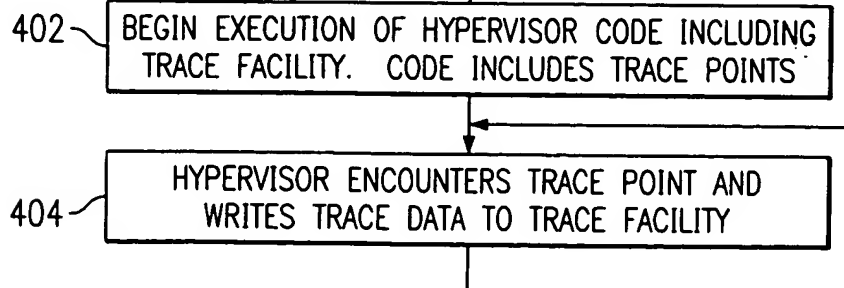 402
BEGIN EXECUTION OF HYPERVISOR CODE INCLUDING
TRACE FACILITY. CODE INCLUDES TRACE POINTS
404
HYPERVISOR ENCOUNTERS TRACE POINT AND
WRITES TRACE DATA TO TRACE FACILITY